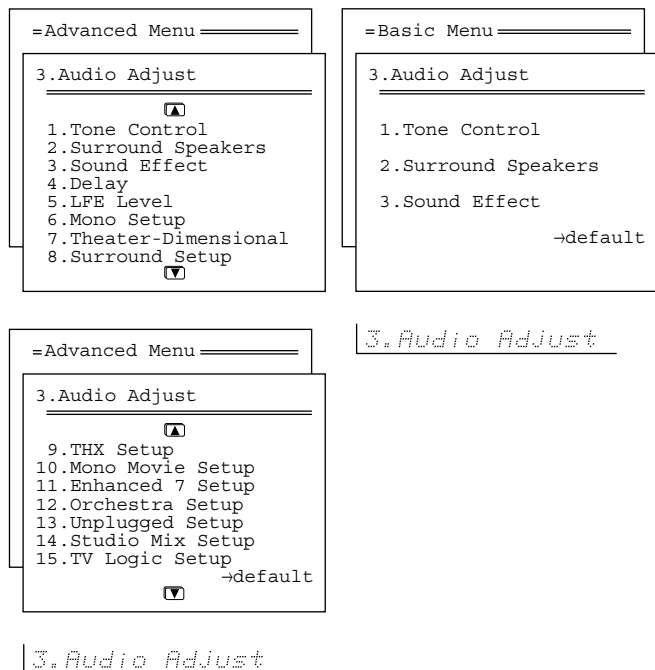 =Advanced Menu
3.Audio Adjust
1.Tone Control
2.Surround Speakers
3.Sound Effect
4.Delay
5.LFE Level
6.Mono Setup
7.Theater-Dimensional
8.Surround Setup
=Basic Menu
3.Audio Adjust
1.Tone Control
2.Surround Speakers
3.Sound Effect
→default
3.Audio Adjust
=Advanced Menu
3.Audio Adjust
9.THX Setup
10.Mono Movie Setup
11.Enhanced 7 Setup
12.Orchestra Setup
13.Unplugged Setup
14.Studio Mix Setup
15.TV Logic Setup
→default
3.Audio Adjust